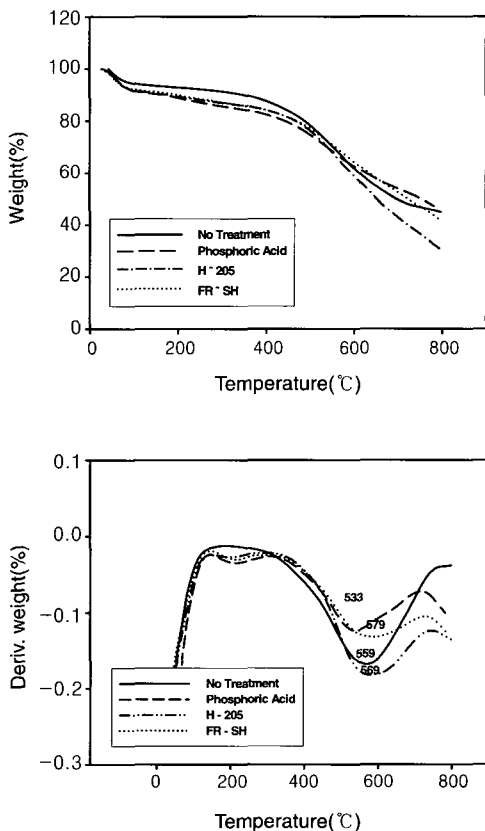 120
100
80
60
40
20
0
Weight(%)
No Treatment
Phosphoric Acid
H - 205
FR - SH
0 200 400 600 800
Temperature(℃)
0.1
0.0
−0.1
−0.2
−0.3
Deriv. weight(%)
533
579
559
569
No Treatment
Phosphoric Acid
H - 205
FR - SH
0 200 400 600 800
Temperature(℃)